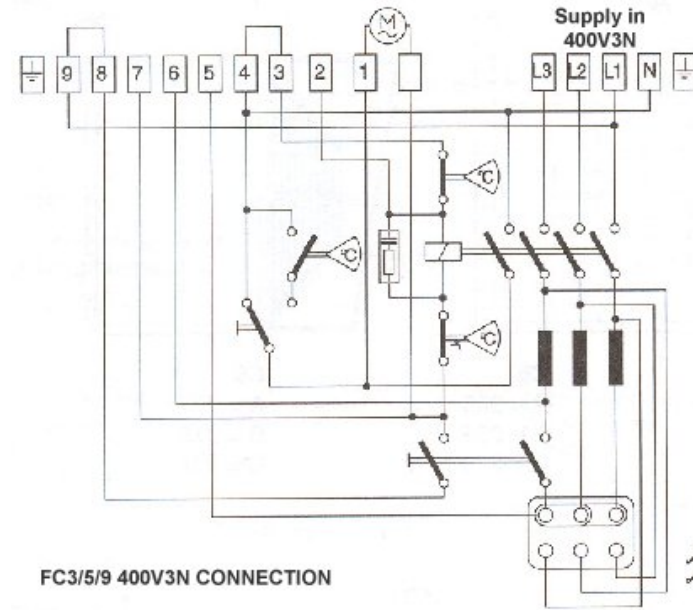 M
Supply in
400V3N
9 8 7 6 5 4 3 2 1 L3 L2 L1 N
°C
°C
°C
FC3/5/9 400V3N CONNECTION